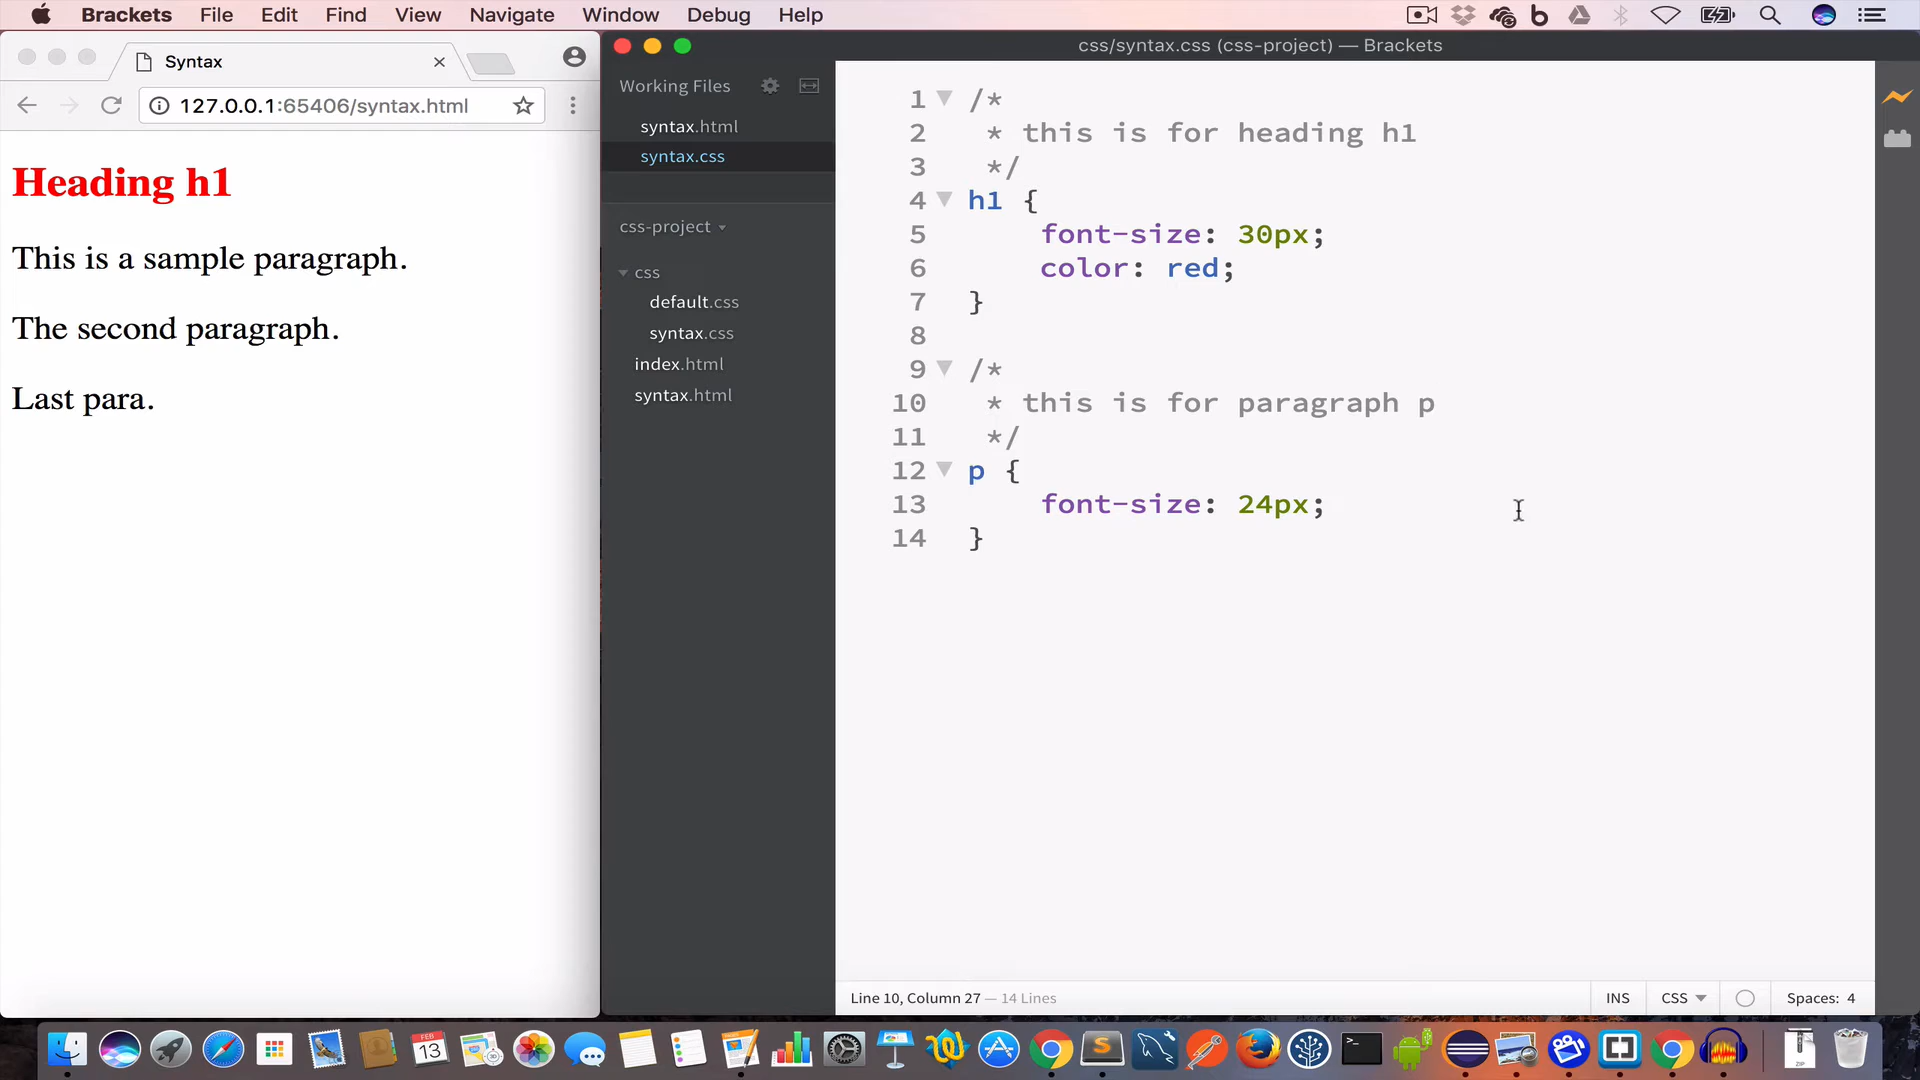 Brackets File Edit Find View Navigate Window Debug Help
Syntax
127.0.0.1:65406/syntax.html
Heading h1
This is a sample paragraph.
The second paragraph.
Last para.
css/syntax.css (css-project) — Brackets
Working Files
syntax.html
syntax.css
css-project
css
default.css
syntax.css
index.html
syntax.html
1 /*
2 * this is for heading h1
3 */
4 h1 {
5 font-size: 30px;
6 color: red;
7 }
8
9 /*
10 * this is for paragraph p
11 */
12 p {
13 font-size: 24px;
14 }
Line 10, Column 27 — 14 Lines
INS CSS Spaces: 4
FEB
13
ZIP